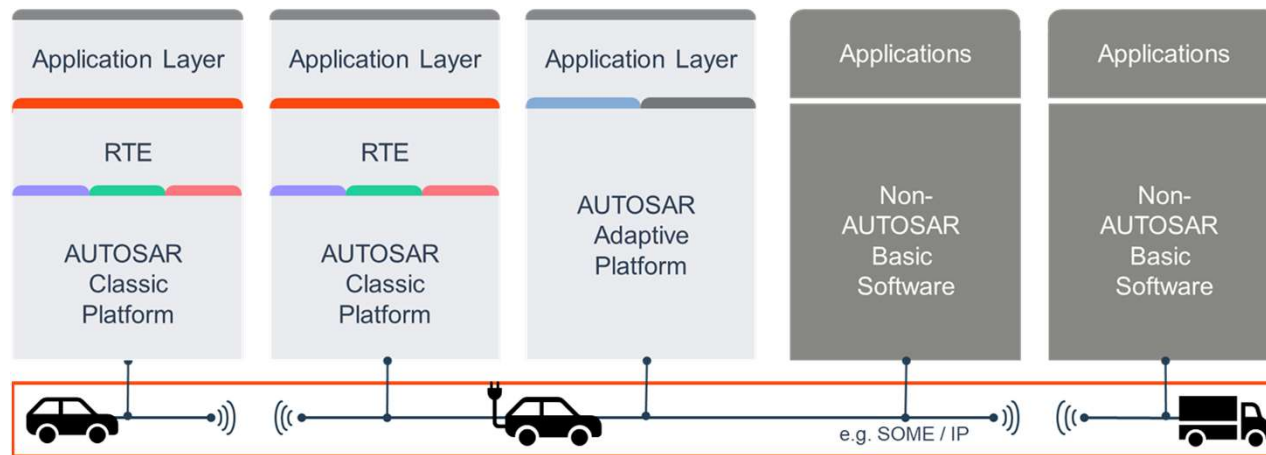 Application Layer
RTE
AUTOSAR
Classic
Platform
Application Layer
RTE
AUTOSAR
Classic
Platform
Application Layer
AUTOSAR
Adaptive
Platform
Applications
Non-
AUTOSAR
Basic
Software
Applications
Non-
AUTOSAR
Basic
Software
e.g. SOME / IP